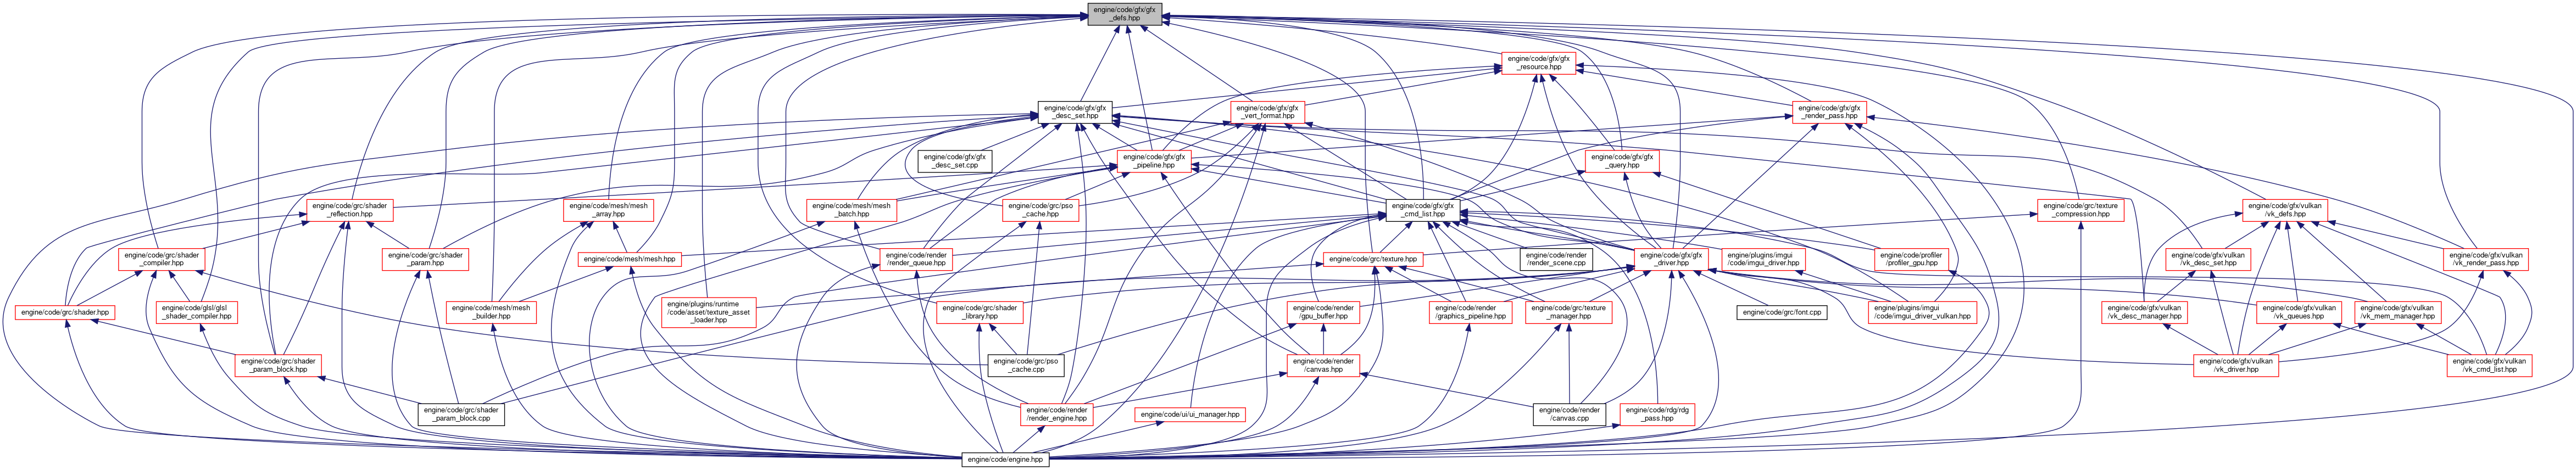 engine/code/gfx/gfx
_defs.hpp
engine/code/gfx/gfx
_resource.hpp
engine/code/gfx/gfx
_desc_set.hpp
engine/code/gfx/gfx
_vert_format.hpp
engine/code/gfx/gfx
_render_pass.hpp
engine/code/gfx/gfx
_desc_set.cpp
engine/code/gfx/gfx
_pipeline.hpp
engine/code/gfx/gfx
_query.hpp
engine/code/grc/shader
_reflection.hpp
engine/code/mesh/mesh
_array.hpp
engine/code/mesh/mesh
_batch.hpp
engine/code/grc/pso
_cache.hpp
engine/code/gfx/gfx
_cmd_list.hpp
engine/code/grc/texture
_compression.hpp
engine/code/gfx/vulkan
/vk_defs.hpp
engine/code/grc/shader
_compiler.hpp
engine/code/grc/shader
_param.hpp
engine/code/mesh/mesh.hpp
engine/code/render
/render_queue.hpp
engine/code/grc/texture.hpp
engine/code/render
/render_scene.cpp
engine/code/gfx/gfx
_driver.hpp
engine/plugins/imgui
/code/imgui_driver.hpp
engine/code/profiler
/profiler_gpu.hpp
engine/code/gfx/vulkan
/vk_desc_set.hpp
engine/code/gfx/vulkan
/vk_render_pass.hpp
engine/code/grc/shader.hpp
engine/code/glsl/glsl
_shader_compiler.hpp
engine/code/mesh/mesh
_builder.hpp
engine/plugins/runtime
/code/asset/texture_asset
_loader.hpp
engine/code/grc/shader
_library.hpp
engine/code/render
/gpu_buffer.hpp
engine/code/render
/graphics_pipeline.hpp
engine/code/grc/texture
_manager.hpp
engine/code/grc/font.cpp
engine/plugins/imgui
/code/imgui_driver_vulkan.hpp
engine/code/gfx/vulkan
/vk_desc_manager.hpp
engine/code/gfx/vulkan
/vk_queues.hpp
engine/code/gfx/vulkan
/vk_mem_manager.hpp
engine/code/grc/shader
_param_block.hpp
engine/code/grc/pso
_cache.cpp
engine/code/render
/canvas.hpp
engine/code/gfx/vulkan
/vk_driver.hpp
engine/code/gfx/vulkan
/vk_cmd_list.hpp
engine/code/grc/shader
_param_block.cpp
engine/code/render
/render_engine.hpp
engine/code/ui/ui_manager.hpp
engine/code/render
/canvas.cpp
engine/code/rdg/rdg
_pass.hpp
engine/code/engine.hpp